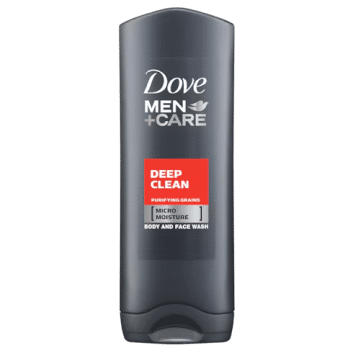 Dove
MEN
+CARE
DEEP
CLEAN
PURIFYING GRAINS
MICRO
MOISTURE
BODY AND FACE WASH